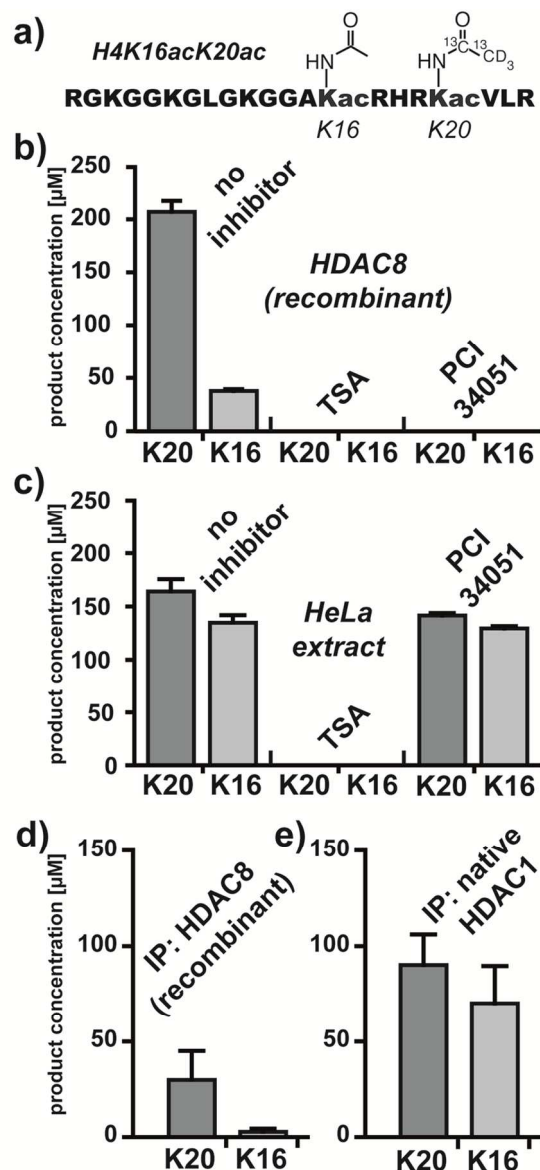 a)
H4K16acK20ac
O
HN
O
13C 13CD3
HN
RGKGGKGLGKGGAKacRHRKacVLR
K16 K20
b)
product concentration [µM]
250
200
150
100
50
0
no
inhibitor
HDAC8
(recombinant)
TSA
PCI
34051
K20 K16 K20 K16 K20 K16
c)
product concentration [µM]
200
150
100
50
0
no
inhibitor
HeLa
extract
TSA
PCI
34051
K20 K16 K20 K16 K20 K16
d)
product concentration [µM]
150
100
50
0
IP: HDAC8
(recombinant)
K20 K16
e)
150
100
50
0
IP: native
HDAC1
K20 K16